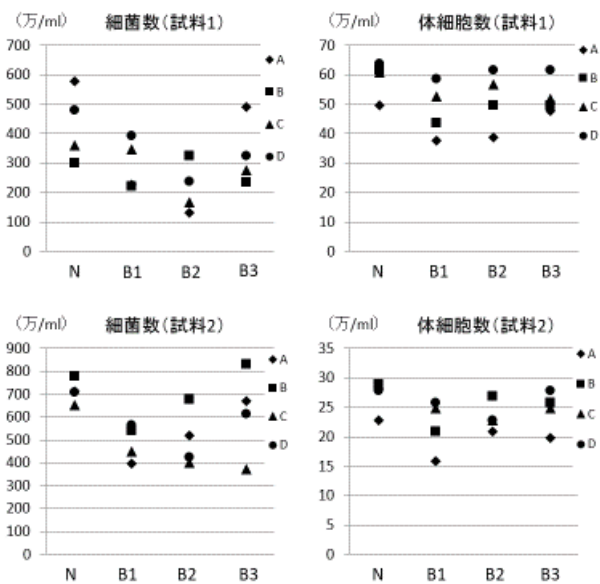 （万/ml） 細菌数（試料1）
700
600
500
400
300
200
100
0
N B1 B2 B3
A
B
C
D
（万/ml） 体細胞数（試料1）
70
60
50
40
30
20
10
0
N B1 B2 B3
A
B
C
D
（万/ml） 細菌数（試料2）
900
800
700
600
500
400
300
200
100
0
N B1 B2 B3
A
B
C
D
（万/ml） 体細胞数（試料2）
35
30
25
20
15
10
5
0
N B1 B2 B3
A
B
C
D